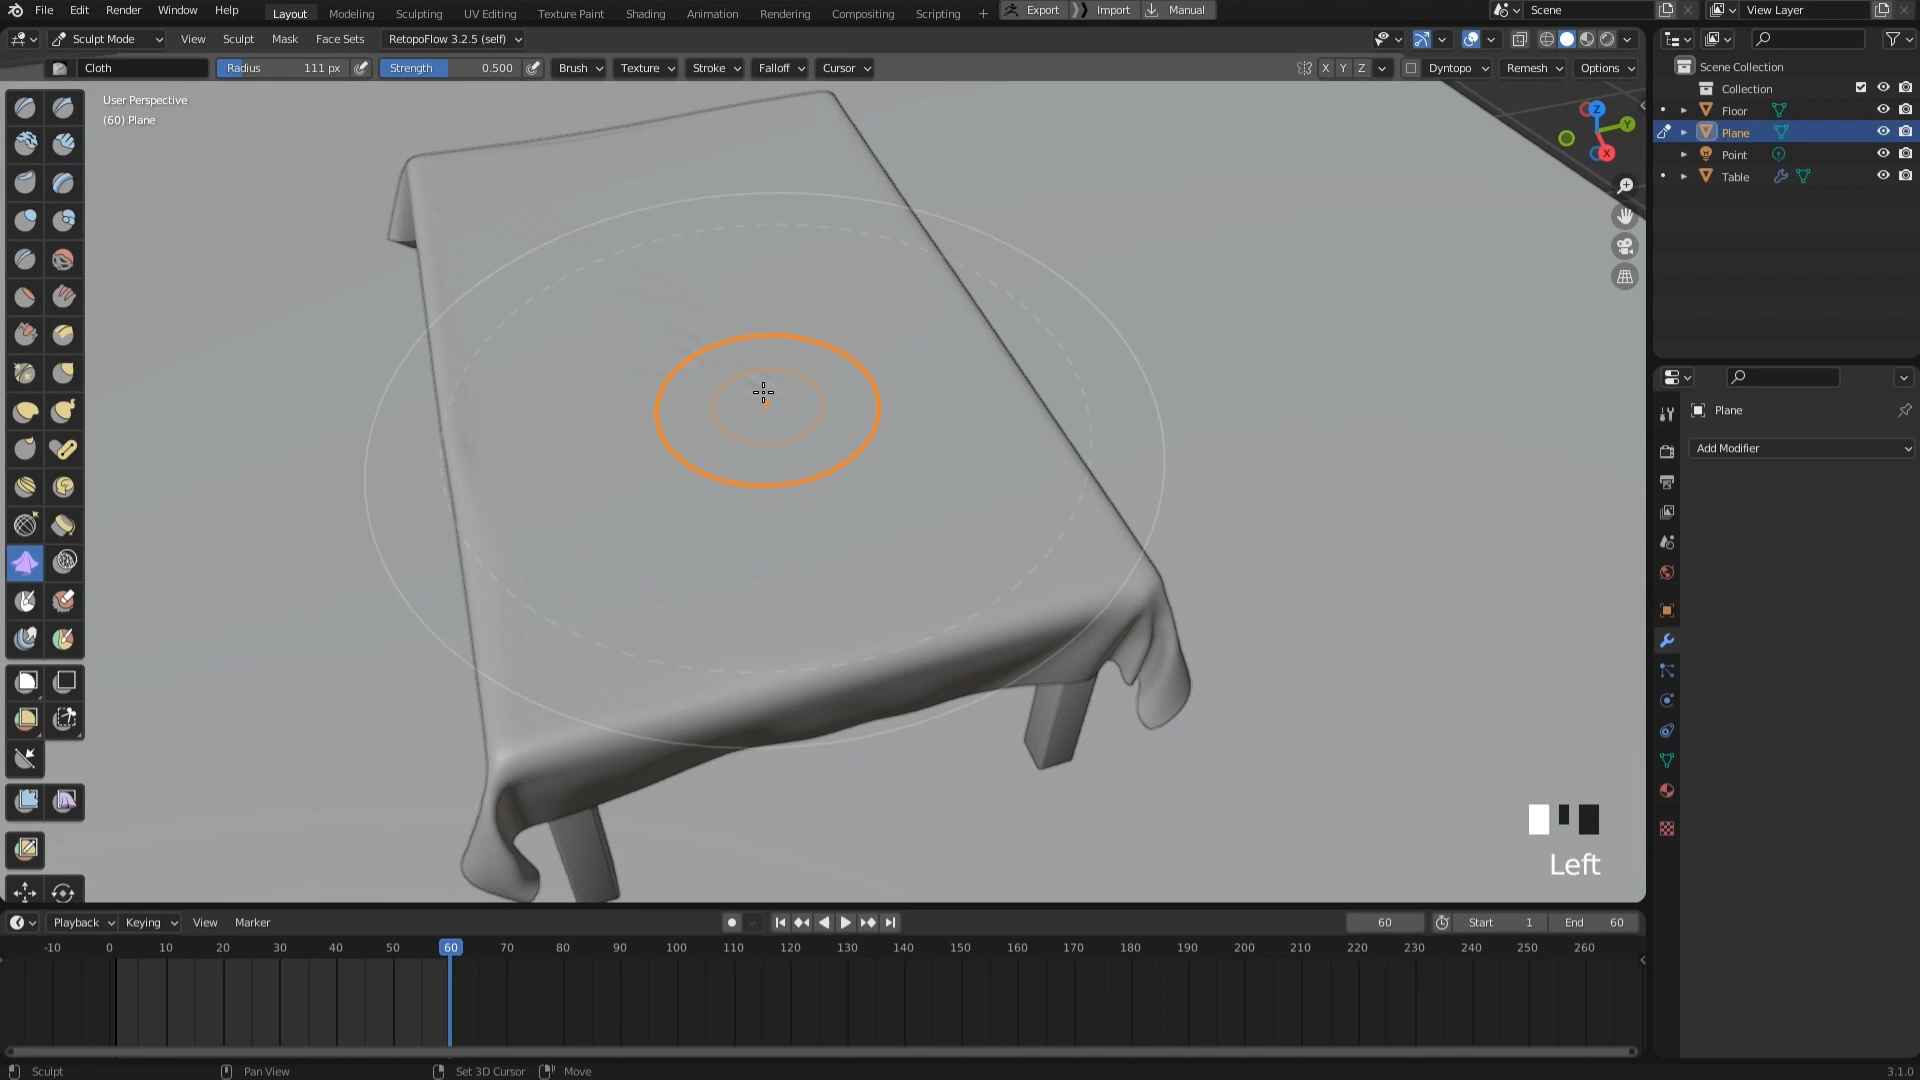 File Edit Render Window Help Layout Modeling Sculpting UV Editing Texture Paint Shading Animation Rendering Compositing Scripting + Export Import Manual Scene View Layer
Sculpt Mode View Sculpt Mask Face Sets RetopoFlow 3.2.5 (self)
Cloth Radius 111 px Strength 0.500 Brush Texture Stroke Falloff Cursor X Y Z Dyntopo Remesh Options
User Perspective
(60) Plane
Z
Y
X
Scene Collection
Collection
Floor
Plane
Point
Table
Plane
Add Modifier
Left
Playback Keying View Marker 60 Start 1 End 60
-10 0 10 20 30 40 50 60 70 80 90 100 110 120 130 140 150 160 170 180 190 200 210 220 230 240 250 260
Sculpt Pan View Set 3D Cursor Move 3.1.0